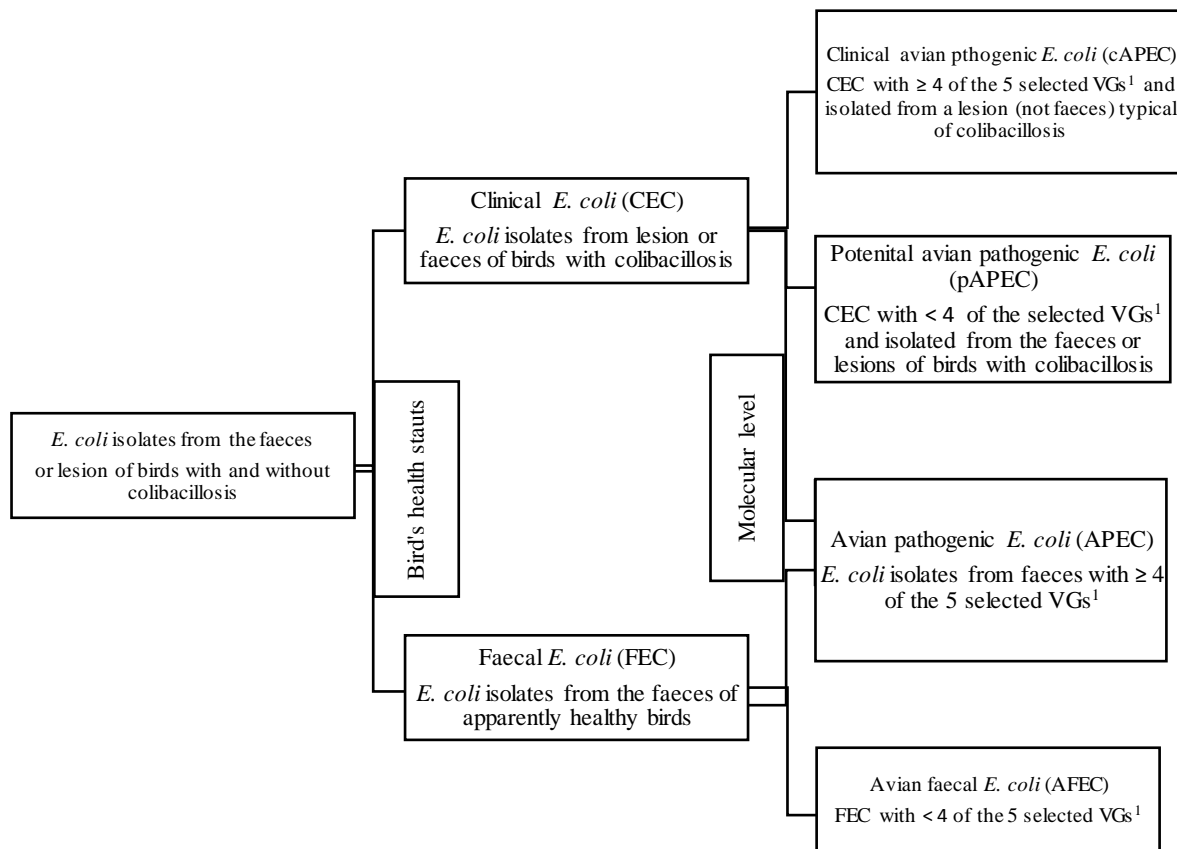 E. coli isolates from the faeces
or lesion of birds with and without
colibacillosis
Bird's health stauts
Clinical E. coli (CEC)
E. coli isolates from lesion or
faeces of birds with colibacillosis
Faecal E. coli (FEC)
E. coli isolates from the faeces of
apparently healthy birds
Molecular level
Clinical avian pthogenic E. coli (cAPEC)
CEC with ≥ 4 of the 5 selected VGs¹ and
isolated from a lesion (not faeces) typical
of colibacillosis
Potenital avian pathogenic E. coli
(pAPEC)
CEC with < 4 of the selected VGs¹
and isolated from the faeces or
lesions of birds with colibacillosis
Avian pathogenic E. coli (APEC)
E. coli isolates from faeces with ≥ 4
of the 5 selected VGs¹
Avian faecal E. coli (AFEC)
FEC with < 4 of the 5 selected VGs¹